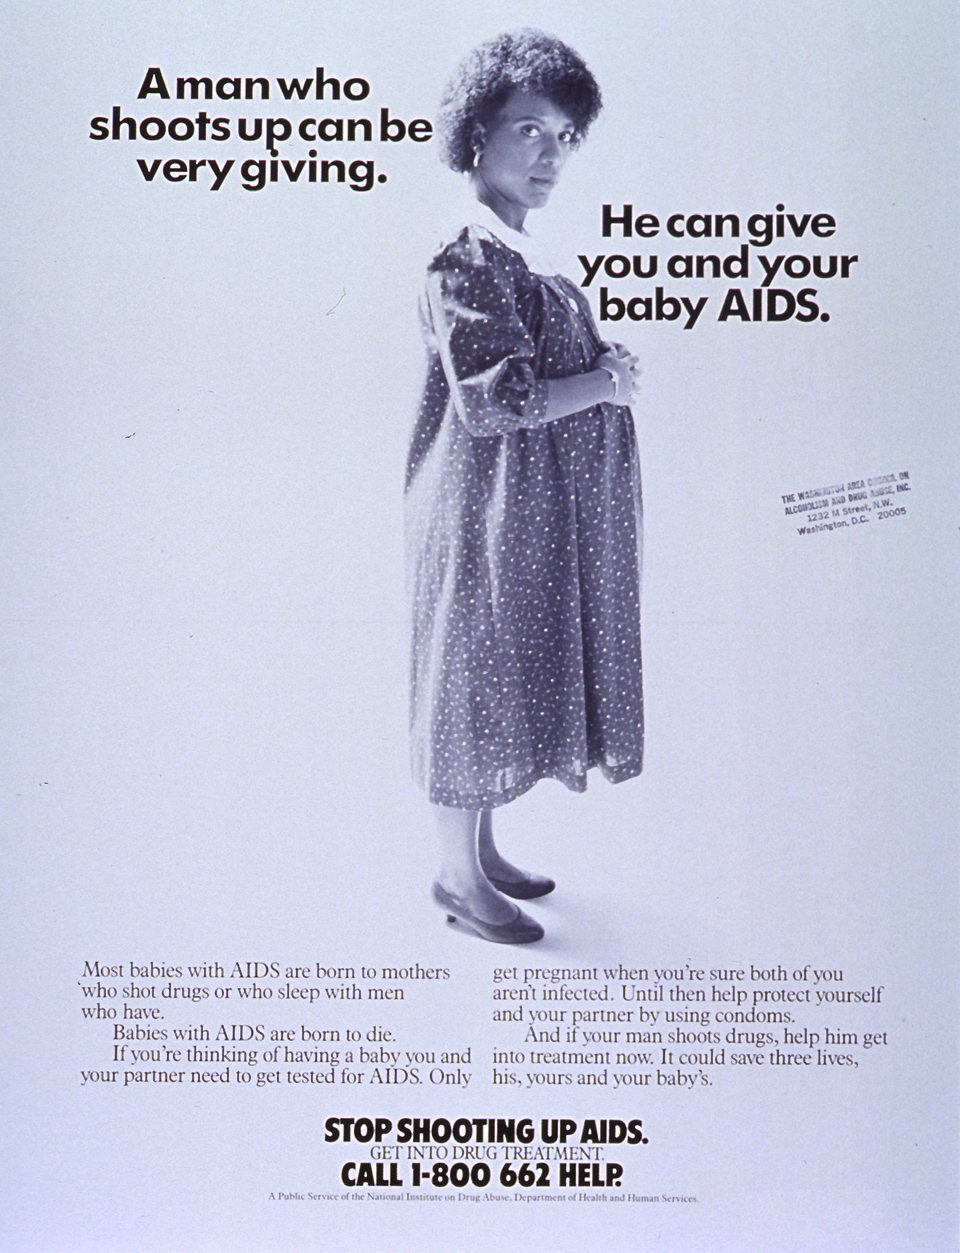 A man who
shoots up can be
very giving.
He can give
you and your
baby AIDS.
THE WASHINGTON AREA COUNCIL ON
ALCOHOLISM AND DRUG ABUSE, INC.
1232 M Street, N.W.
Washington, D.C. 20005
Most babies with AIDS are born to mothers
who shot drugs or who sleep with men
who have.
Babies with AIDS are born to die.
If you're thinking of having a baby you and
your partner need to get tested for AIDS. Only
get pregnant when you're sure both of you
aren't infected. Until then help protect yourself
and your partner by using condoms.
And if your man shoots drugs, help him get
into treatment now. It could save three lives,
his, yours and your baby's.
STOP SHOOTING UP AIDS.
GET INTO DRUG TREATMENT.
CALL 1-800 662 HELP.
A Public Service of the National Institute on Drug Abuse, Department of Health and Human Services.